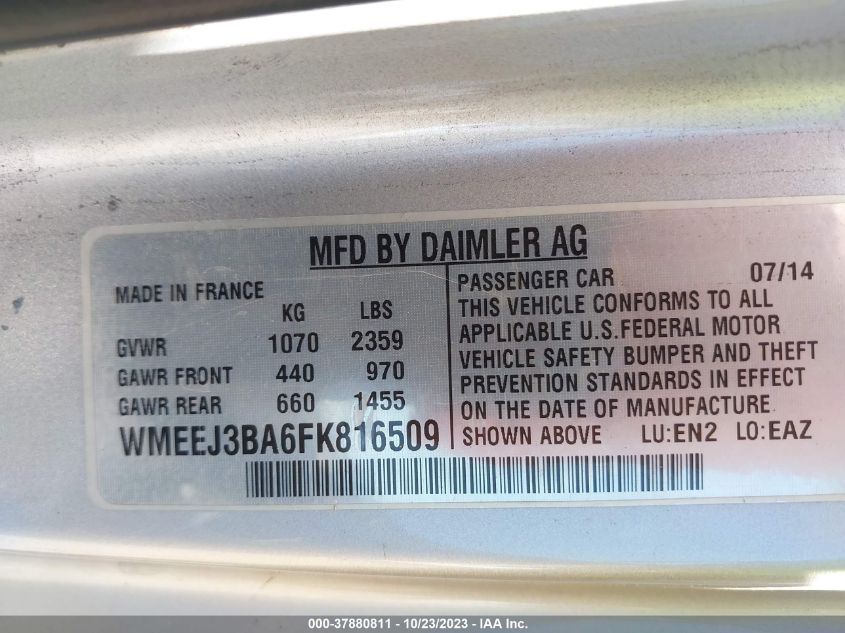 MFD BY DAIMLER AG
MADE IN FRANCE
KG LBS
GVWR 1070 2359
GAWR FRONT 440 970
GAWR REAR 660 1455
WMEEJ3BA6FK816509
PASSENGER CAR 07/14
THIS VEHICLE CONFORMS TO ALL
APPLICABLE U.S.FEDERAL MOTOR
VEHICLE SAFETY BUMPER AND THEFT
PREVENTION STANDARDS IN EFFECT
ON THE DATE OF MANUFACTURE
SHOWN ABOVE LU:EN2 LO:EAZ
000-37880811 - 10/23/2023 - IAA Inc.